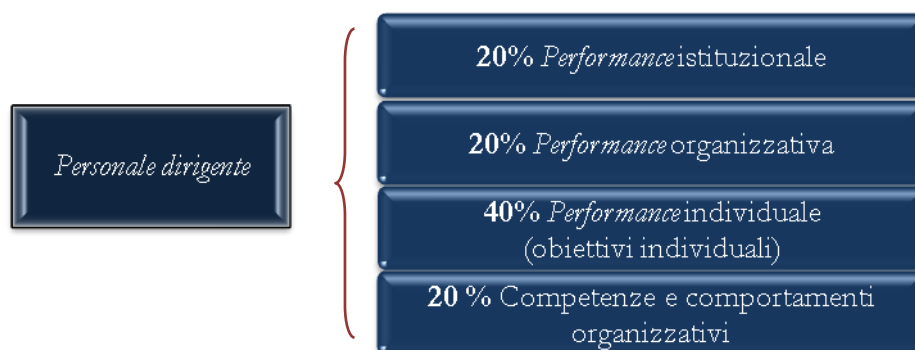 Personale dirigente
20% Performance istituzionale
20% Performance organizzativa
40% Performance individuale
(obiettivi individuali)
20 % Competenze e comportamenti
organizzativi